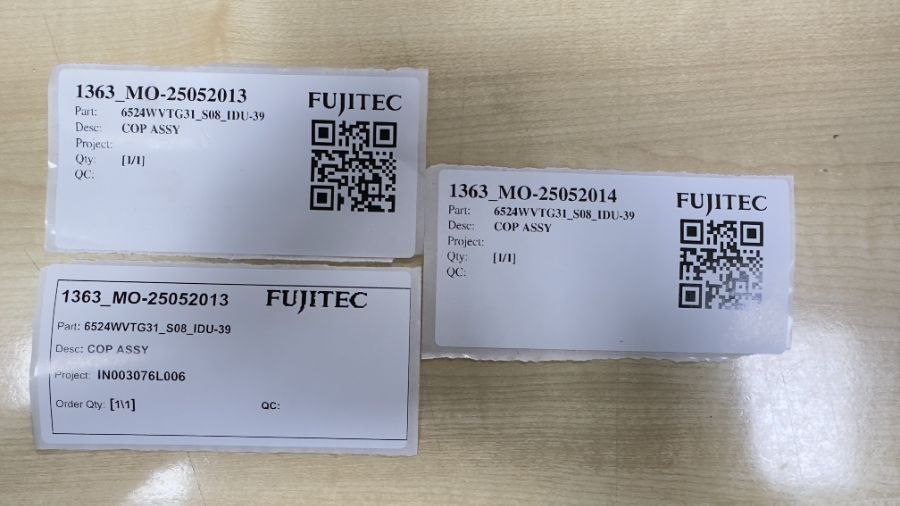 1363_MO-25052013
FUJITEC
Part: 6524WVTG31_S08_IDU-39
Desc: COP ASSY
Project:
Qty: [1/1]
QC:
1363_MO-25052014
FUJITEC
Part: 6524WVTG31_S08_IDU-39
Desc: COP ASSY
Project:
Qty: [1/1]
QC:
1363_MO-25052013 FUJITEC
Part: 6524WVTG31_S08_IDU-39
Desc: COP ASSY
Project: IN003076L006
Order Qty: [1\1] QC: